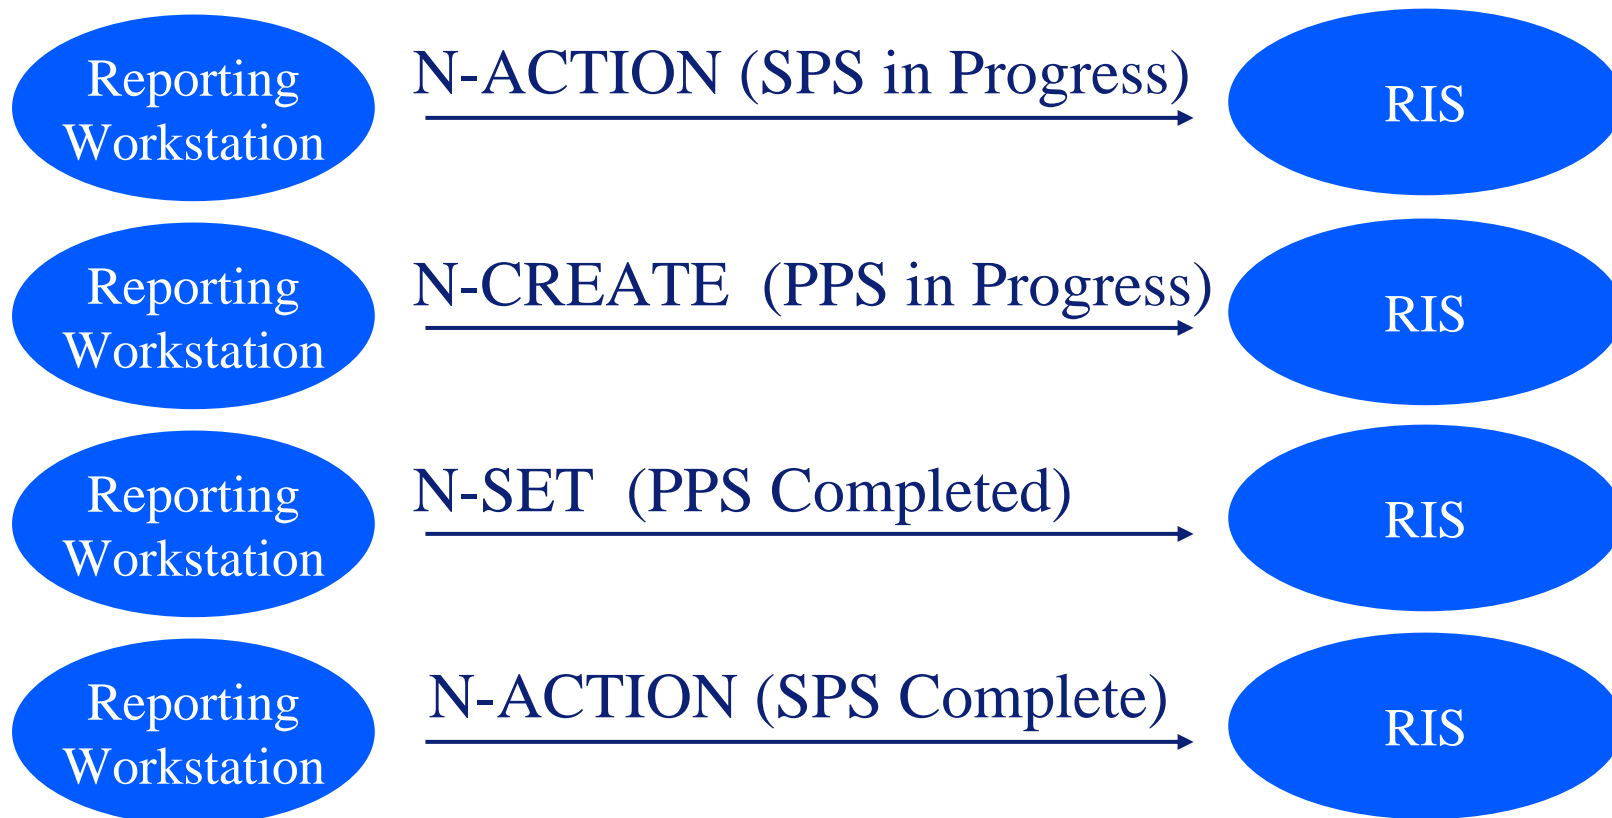 Reporting
Workstation
N-ACTION (SPS in Progress)
RIS
Reporting
Workstation
N-CREATE  (PPS in Progress)
RIS
Reporting
Workstation
N-SET  (PPS Completed)
RIS
Reporting
Workstation
N-ACTION (SPS Complete)
RIS